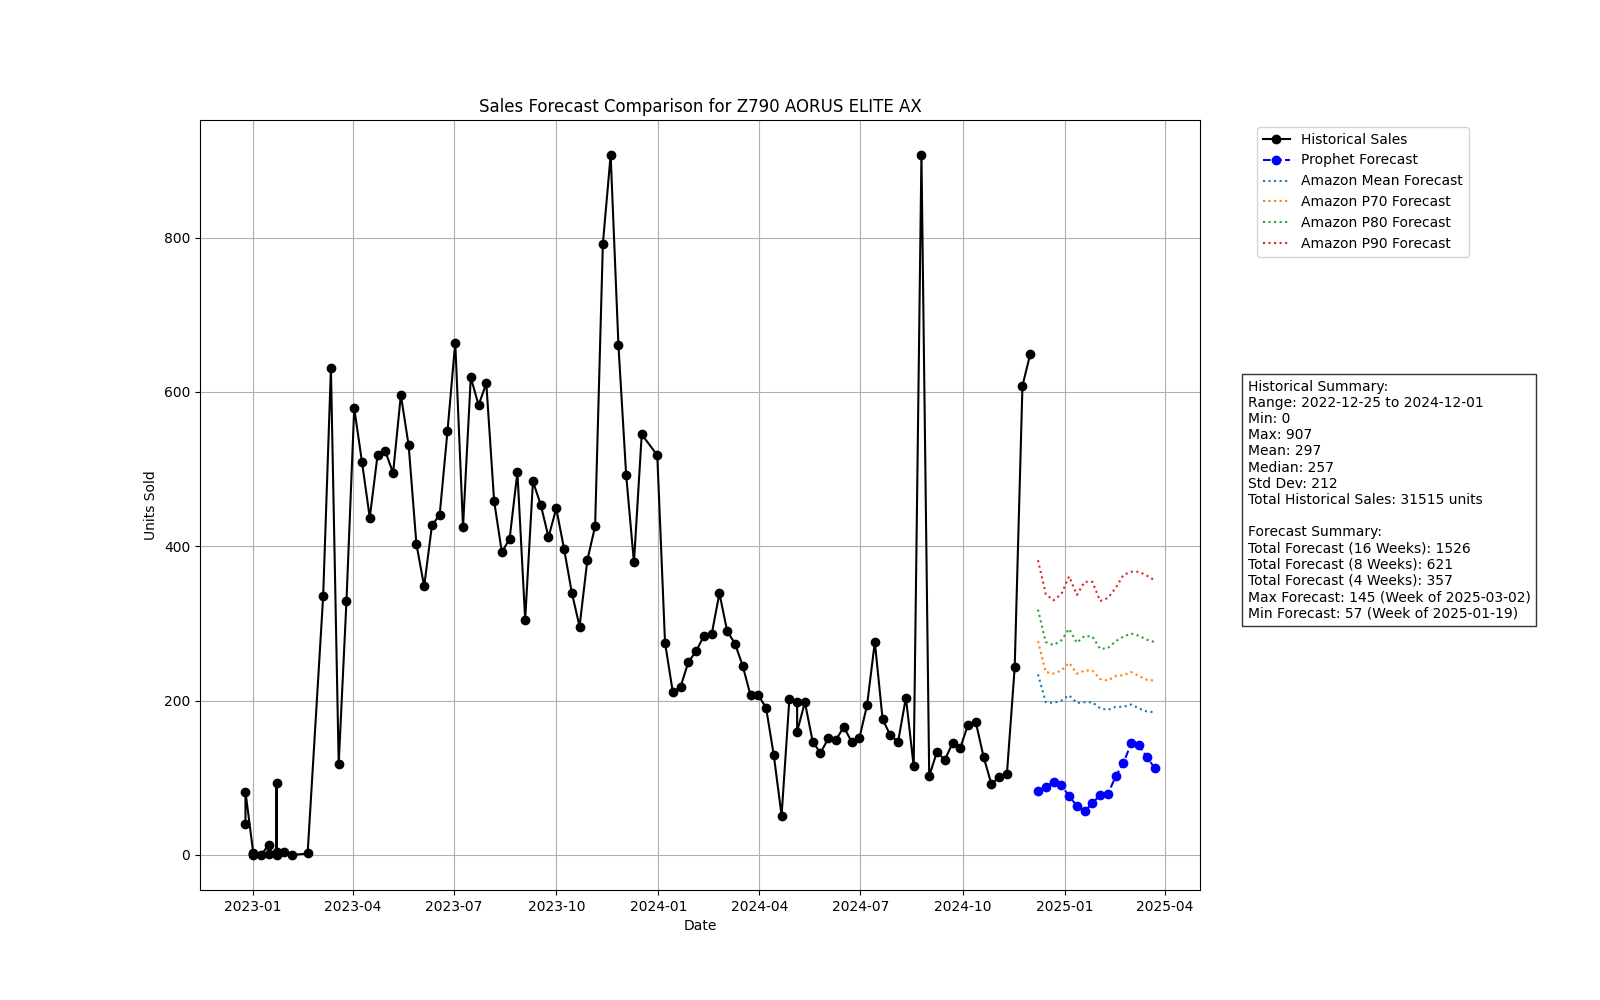 Sales Forecast Comparison for Z790 AORUS ELITE AX
Historical Sales
Prophet Forecast
Amazon Mean Forecast
Amazon P70 Forecast
Amazon P80 Forecast
Amazon P90 Forecast
800
600
400
200
0
Units Sold
2023-01 2023-04 2023-07 2023-10 2024-01 2024-04 2024-07 2024-10 2025-01 2025-04
Date
Historical Summary:
Range: 2022-12-25 to 2024-12-01
Min: 0
Max: 907
Mean: 297
Median: 257
Std Dev: 212
Total Historical Sales: 31515 units
Forecast Summary:
Total Forecast (16 Weeks): 1526
Total Forecast (8 Weeks): 621
Total Forecast (4 Weeks): 357
Max Forecast: 145 (Week of 2025-03-02)
Min Forecast: 57 (Week of 2025-01-19)